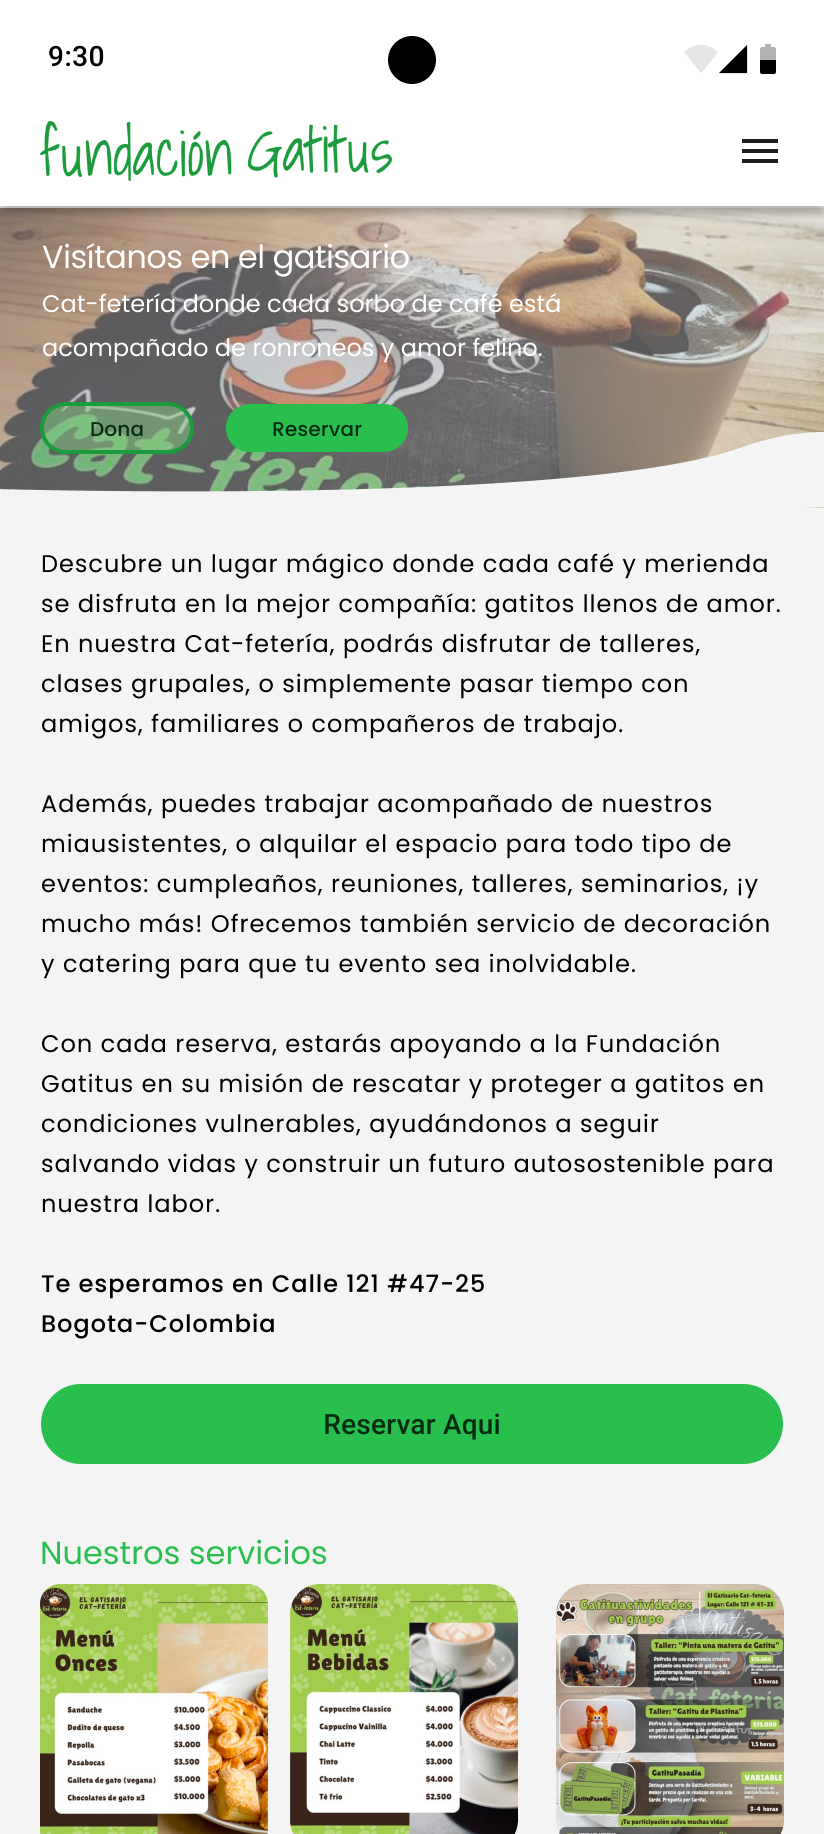 9:30
fundación Gatitus
Visítanos en el gatisario
Cat-fetería donde cada sorbo de café está
acompañado de ronroneos y amor felino.
Dona
Reservar
Descubre un lugar mágico donde cada café y merienda
se disfruta en la mejor compañía: gatitos llenos de amor.
En nuestra Cat-fetería, podrás disfrutar de talleres,
clases grupales, o simplemente pasar tiempo con
amigos, familiares o compañeros de trabajo.
Además, puedes trabajar acompañado de nuestros
miausistentes, o alquilar el espacio para todo tipo de
eventos: cumpleaños, reuniones, talleres, seminarios, ¡y
mucho más! Ofrecemos también servicio de decoración
y catering para que tu evento sea inolvidable.
Con cada reserva, estarás apoyando a la Fundación
Gatitus en su misión de rescatar y proteger a gatitos en
condiciones vulnerables, ayudándonos a seguir
salvando vidas y construir un futuro autosostenible para
nuestra labor.
Te esperamos en Calle 121 #47-25
Bogota-Colombia
Reservar Aqui
Nuestros servicios
EL GATISARIO
CAT-FETERÍA
Menú
Onces
Sanduche $10.000
Dedito de queso $4.500
Repolla $3.000
Pasabocas $3.500
Galleta de gato (vegana) $5.000
Chocolates de gato x3 $10.000
EL GATISARIO
CAT-FETERÍA
Menú
Bebidas
Cappuccino Classico $4.000
Cappucino Vainilla $4.000
Chai Latte $4.000
Tinto $3.000
Chocolate $4.000
Té frío $2.500
El Gatisario Cat-fetería
Lugar: Calle 121 # 47-25
Gatituactividades
en grupo
Taller: "Pinta una matera de Gatitu"
$75.000
1.5 horas
Taller: "Gatitu de Plastina"
$75.000
1.5 horas
GatituPasadia
VARIABLE
GatituPasadia
3-4 horas
¡Tu participación salva muchas vidas!